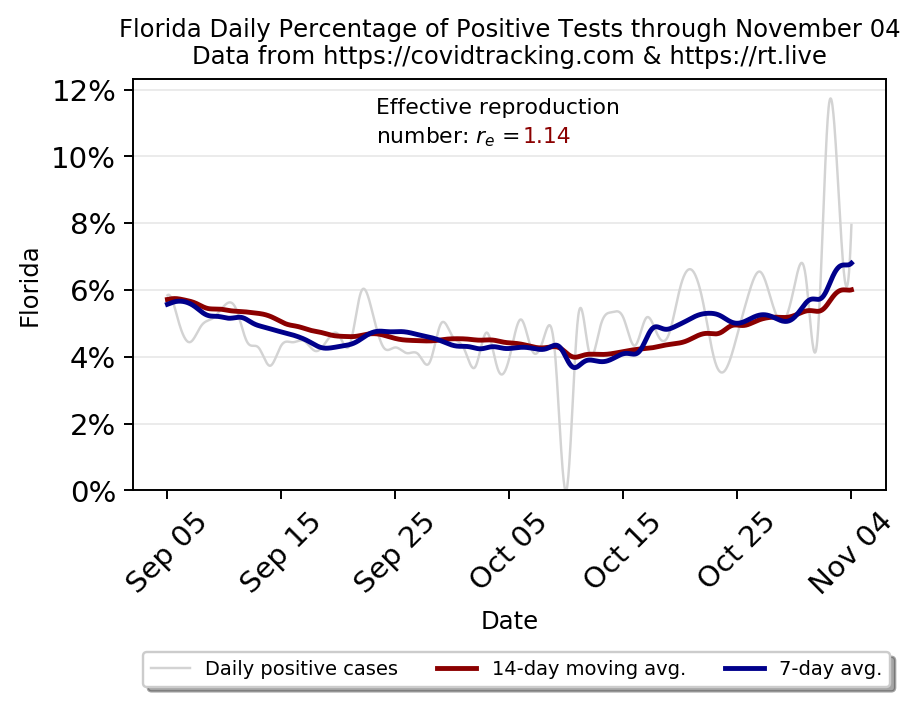 Florida Daily Percentage of Positive Tests through November 04
Data from https://covidtracking.com & https://rt.live
12%
10%
8%
6%
4%
2%
0%
Florida
Effective reproduction
number: rₑ = 1.14
Sep 05
Sep 15
Sep 25
Oct 05
Oct 15
Oct 25
Nov 04
Date
Daily positive cases
14-day moving avg.
7-day avg.